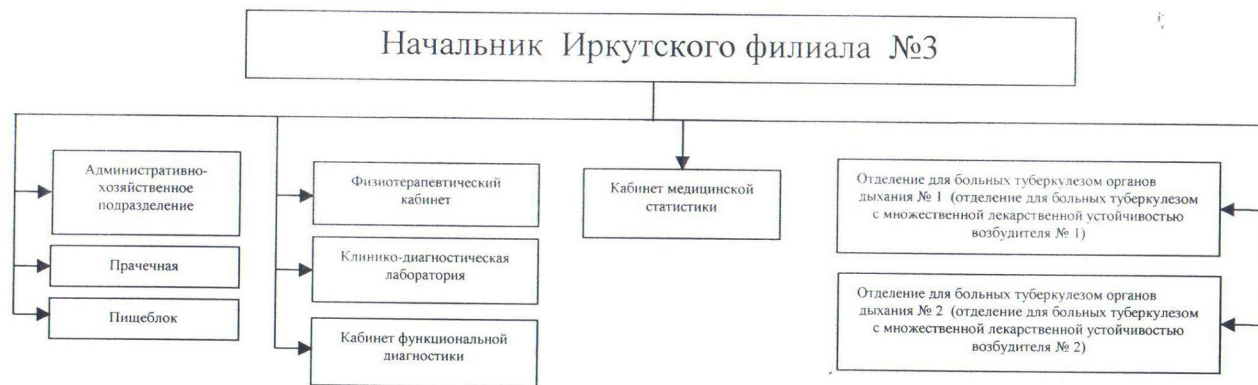 Начальник Иркутского филиала №3
Административно-
хозяйственное
подразделение
Прачечная
Пищеблок
Физиотерапевтический
кабинет
Клинико-диагностическая
лаборатория
Кабинет функциональной
диагностики
Кабинет медицинской
статистики
Отделение для больных туберкулезом органов
дыхания № 1 (отделение для больных туберкулезом
с множественной лекарственной устойчивостью
возбудителя № 1)
Отделение для больных туберкулезом органов
дыхания № 2 (отделение для больных туберкулезом
с множественной лекарственной устойчивостью
возбудителя № 2)